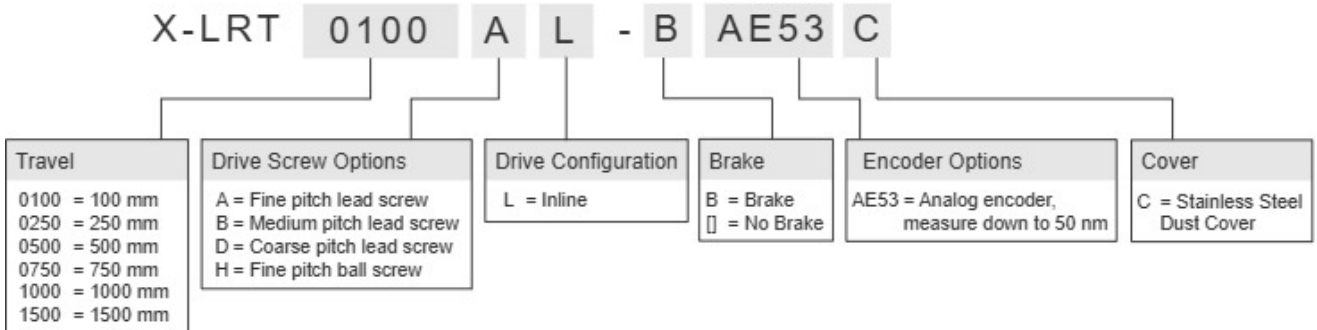 X-LRT 0100 A L - B AE53 C
Travel
0100 = 100 mm
0250 = 250 mm
0500 = 500 mm
0750 = 750 mm
1000 = 1000 mm
1500 = 1500 mm
Drive Screw Options
A = Fine pitch lead screw
B = Medium pitch lead screw
D = Coarse pitch lead screw
H = Fine pitch ball screw
Drive Configuration
L = Inline
Brake
B = Brake
[] = No Brake
Encoder Options
AE53 = Analog encoder,
measure down to 50 nm
Cover
C = Stainless Steel
Dust Cover